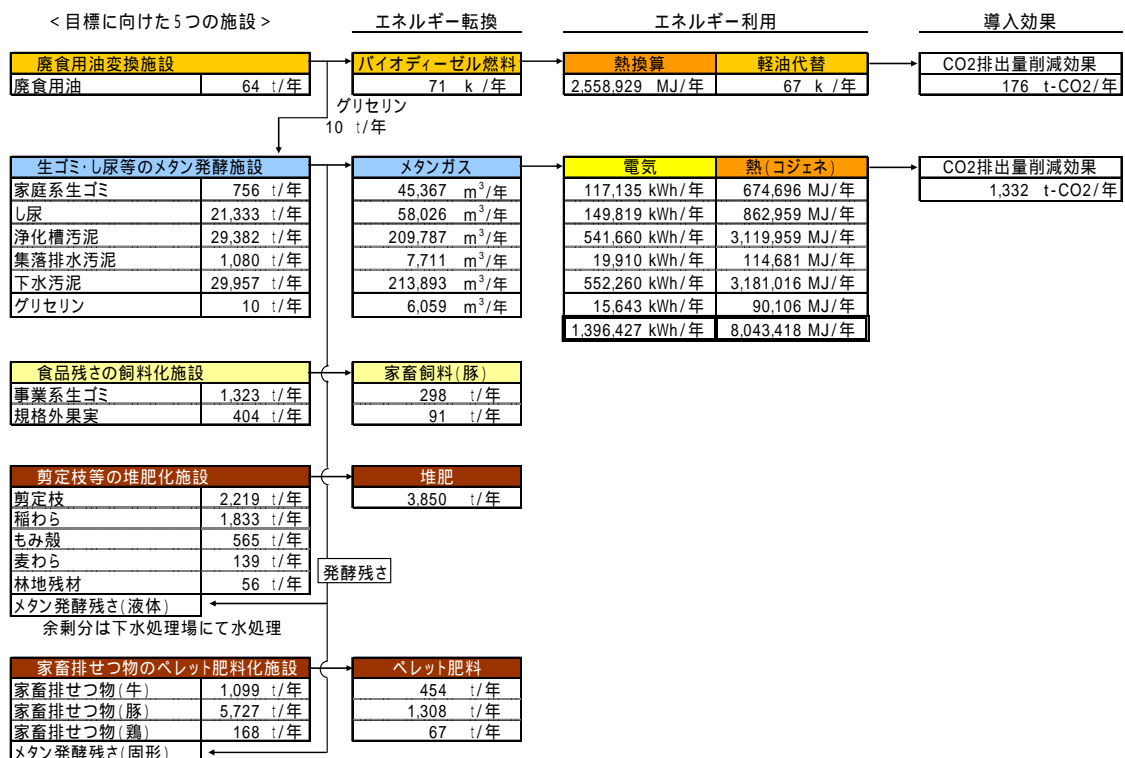 <目標に向けた5つの施設> エネルギー転換 エネルギー利用 導入効果
廃食用油変換施設 バイオディーゼル燃料 熱換算 軽油代替 CO2排出量削減効果
廃食用油 64 t/年 71 k /年 2,558,929 MJ/年 67 k /年 176 t-CO2/年
グリセリン
10 t/年
生ゴミ・し尿等のメタン発酵施設 メタンガス 電気 熱(コジェネ) CO2排出量削減効果
家庭系生ゴミ 756 t/年 45,367 m³/年 117,135 kWh/年 674,696 MJ/年 1,332 t-CO2/年
し尿 21,333 t/年 58,026 m³/年 149,819 kWh/年 862,959 MJ/年
浄化槽汚泥 29,382 t/年 209,787 m³/年 541,660 kWh/年 3,119,959 MJ/年
集落排水汚泥 1,080 t/年 7,711 m³/年 19,910 kWh/年 114,681 MJ/年
下水汚泥 29,957 t/年 213,893 m³/年 552,260 kWh/年 3,181,016 MJ/年
グリセリン 10 t/年 6,059 m³/年 15,643 kWh/年 90,106 MJ/年
1,396,427 kWh/年 8,043,418 MJ/年
食品残さの飼料化施設 家畜飼料(豚)
事業系生ゴミ 1,323 t/年 298 t/年
規格外果実 404 t/年 91 t/年
剪定枝等の堆肥化施設 堆肥
剪定枝 2,219 t/年 3,850 t/年
稲わら 1,833 t/年
もみ殻 565 t/年
麦わら 139 t/年
林地残材 56 t/年
発酵残さ
メタン発酵残さ(液体)
余剰分は下水処理場にて水処理
家畜排せつ物のペレット肥料化施設 ペレット肥料
家畜排せつ物(牛) 1,099 t/年 454 t/年
家畜排せつ物(豚) 5,727 t/年 1,308 t/年
家畜排せつ物(鶏) 168 t/年 67 t/年
メタン発酵残さ(固形)